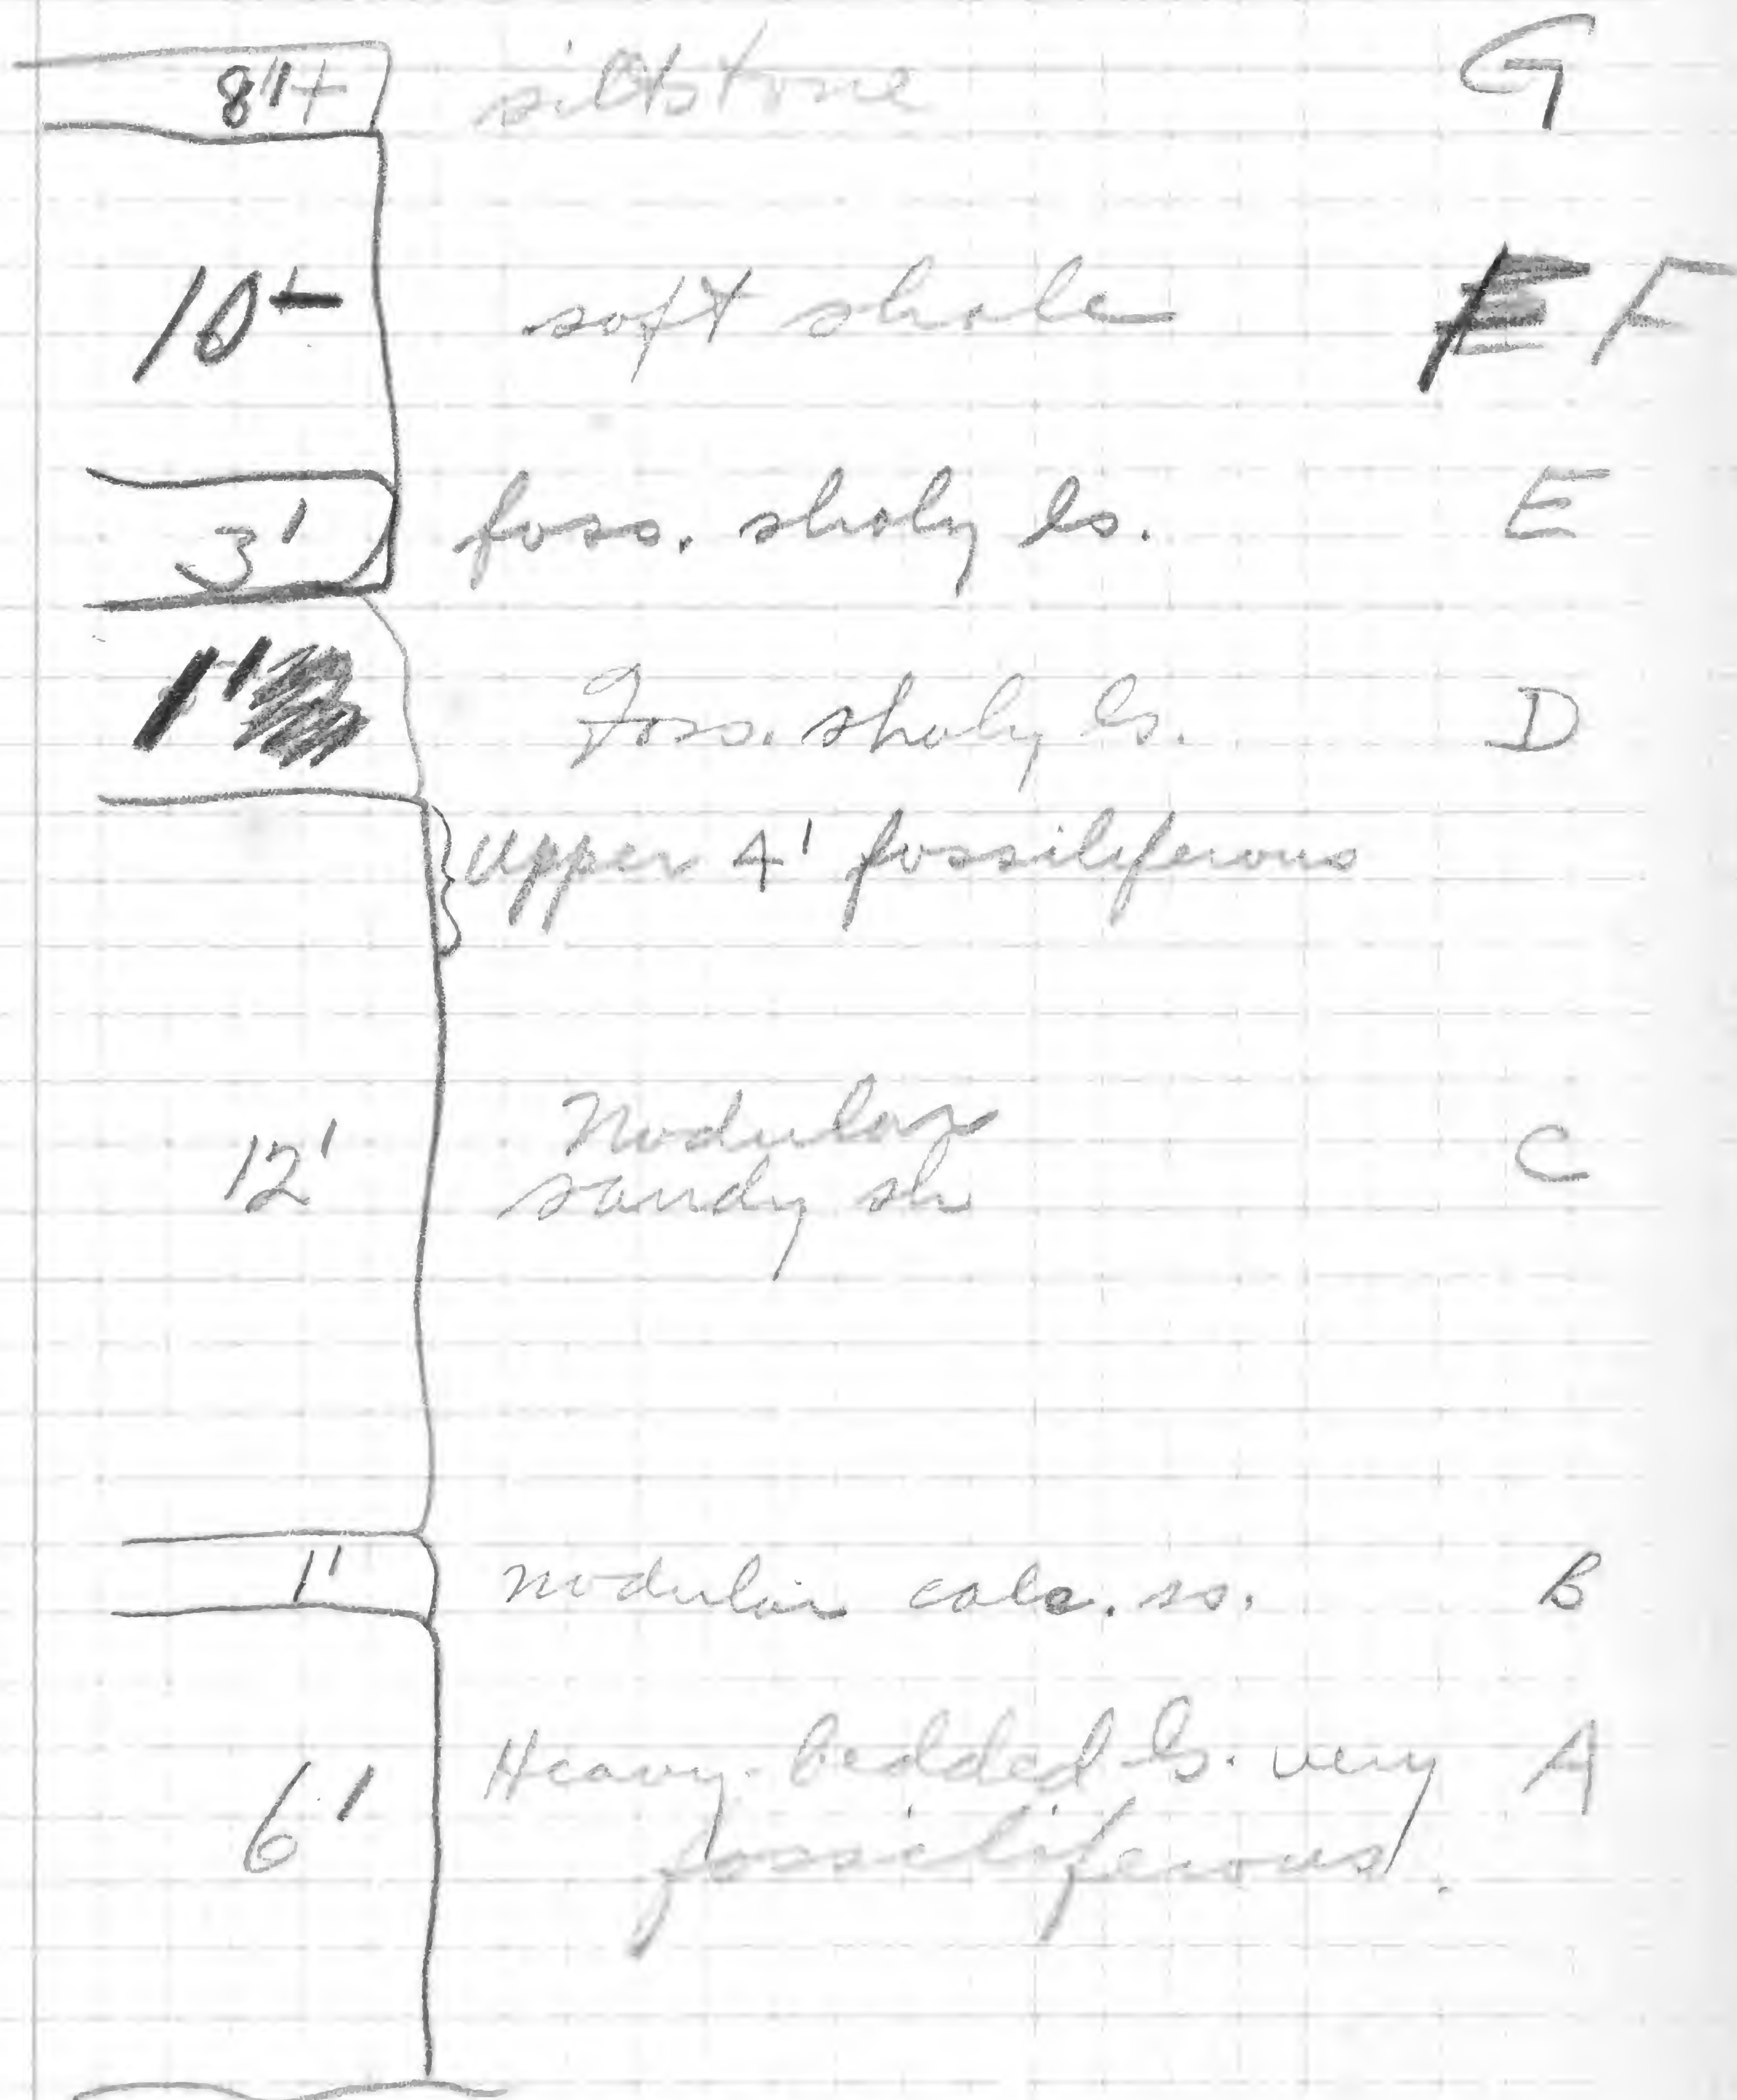 8"+ siltstone G
10± soft shale F
3' foss. shaly ls. E
1' Foss. shaly ls. D
Upper 4' fossiliferous
12' Nodular C
sandy sh
1' nodular calc. ss. B
6' Heavy-bedded ls. very A
fossiliferous.